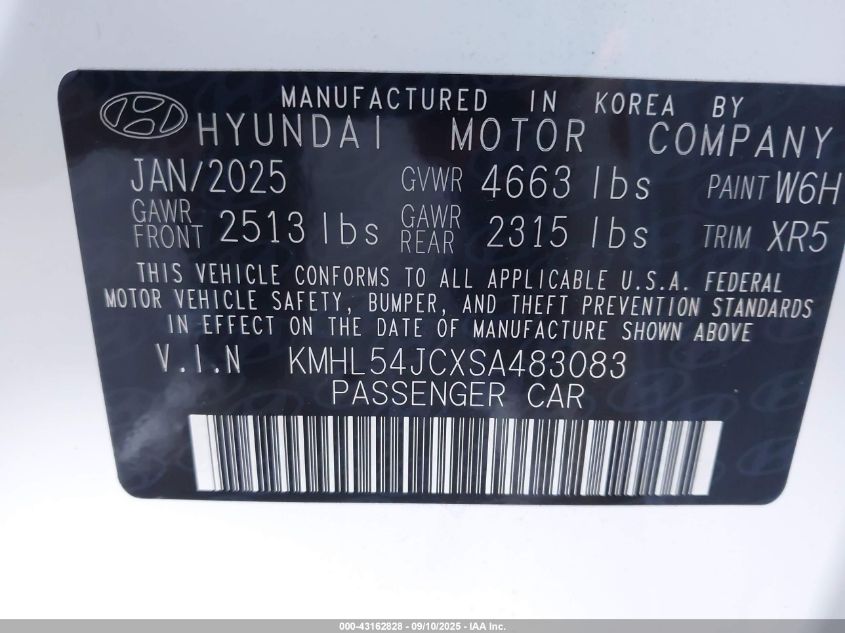 MANUFACTURED IN KOREA BY
HYUNDAI MOTOR COMPANY
JAN/2025 GVWR 4663 lbs PAINT W6H
GAWR FRONT 2513 lbs GAWR REAR 2315 lbs TRIM XR5
THIS VEHICLE CONFORMS TO ALL APPLICABLE U.S.A. FEDERAL
MOTOR VEHICLE SAFETY, BUMPER, AND THEFT PREVENTION STANDARDS
IN EFFECT ON THE DATE OF MANUFACTURE SHOWN ABOVE
V.I.N KMHL54JCXSA483083
PASSENGER CAR
000-43162828 - 09/10/2025 - IAA Inc.